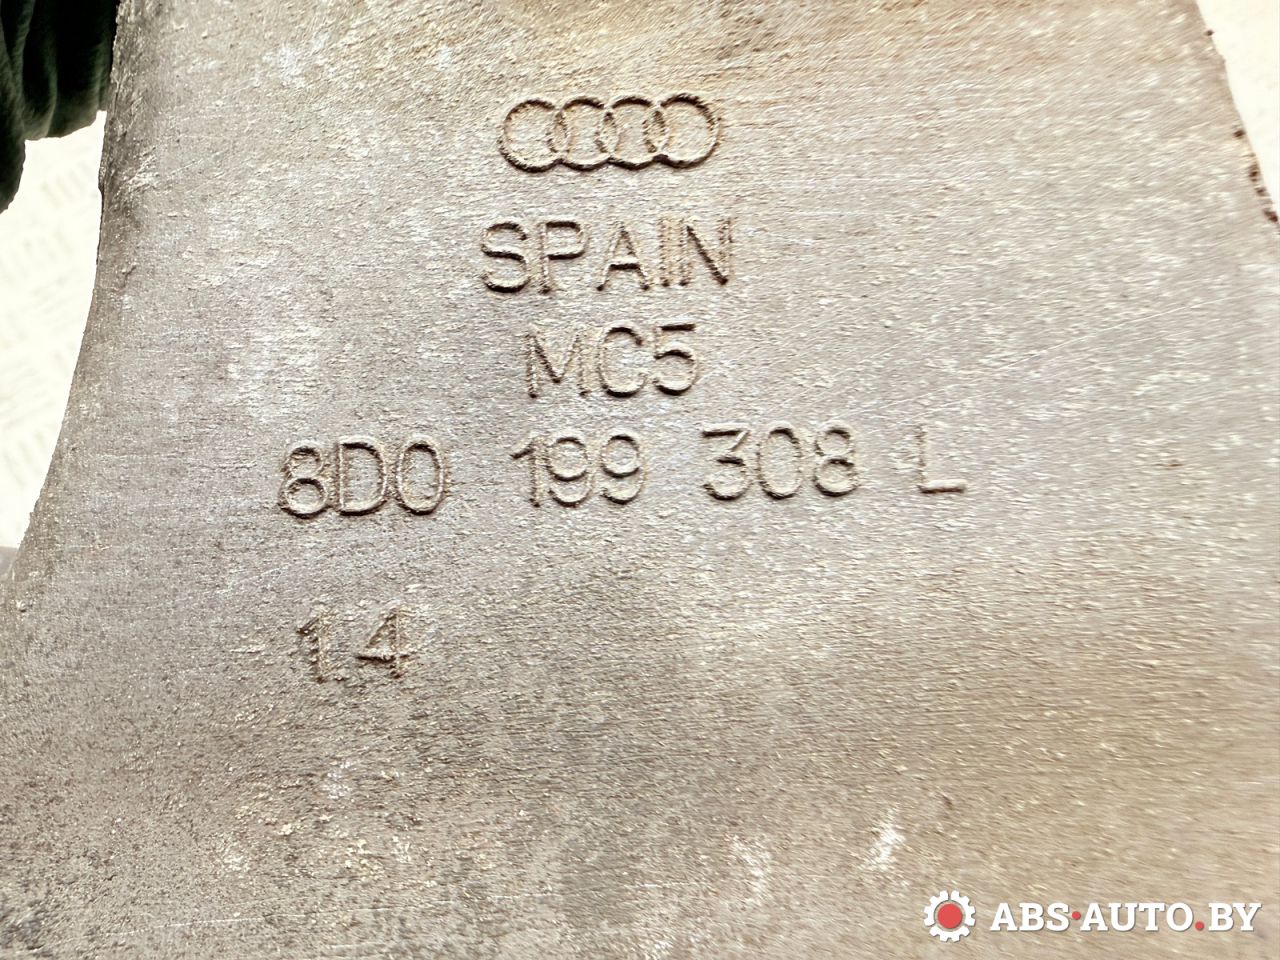 SPAIN
MC5
8D0 199 308 L
14
ABS·AUTO.BY